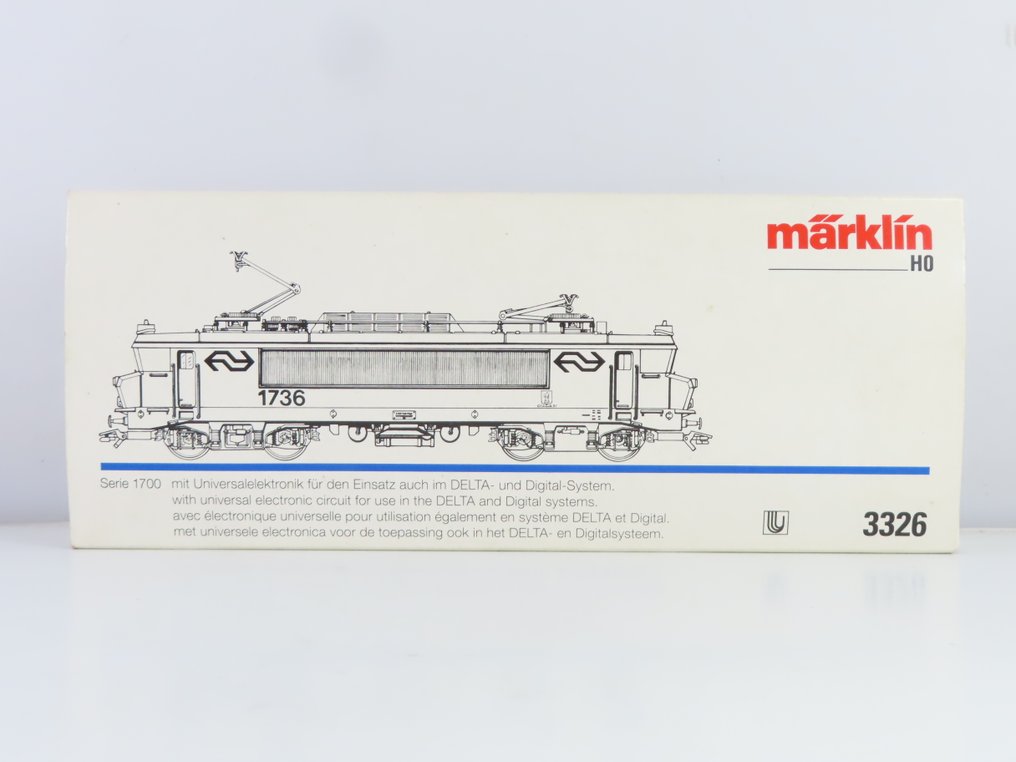 märklin
H0
1736
Serie 1700 mit Universalelektronik für den Einsatz auch im DELTA- und Digital-System.
with universal electronic circuit for use in the DELTA and Digital systems.
avec électronique universelle pour utilisation également en système DELTA et Digital.
met universele electronica voor de toepassing ook in het DELTA- en Digitalsysteem.
3326